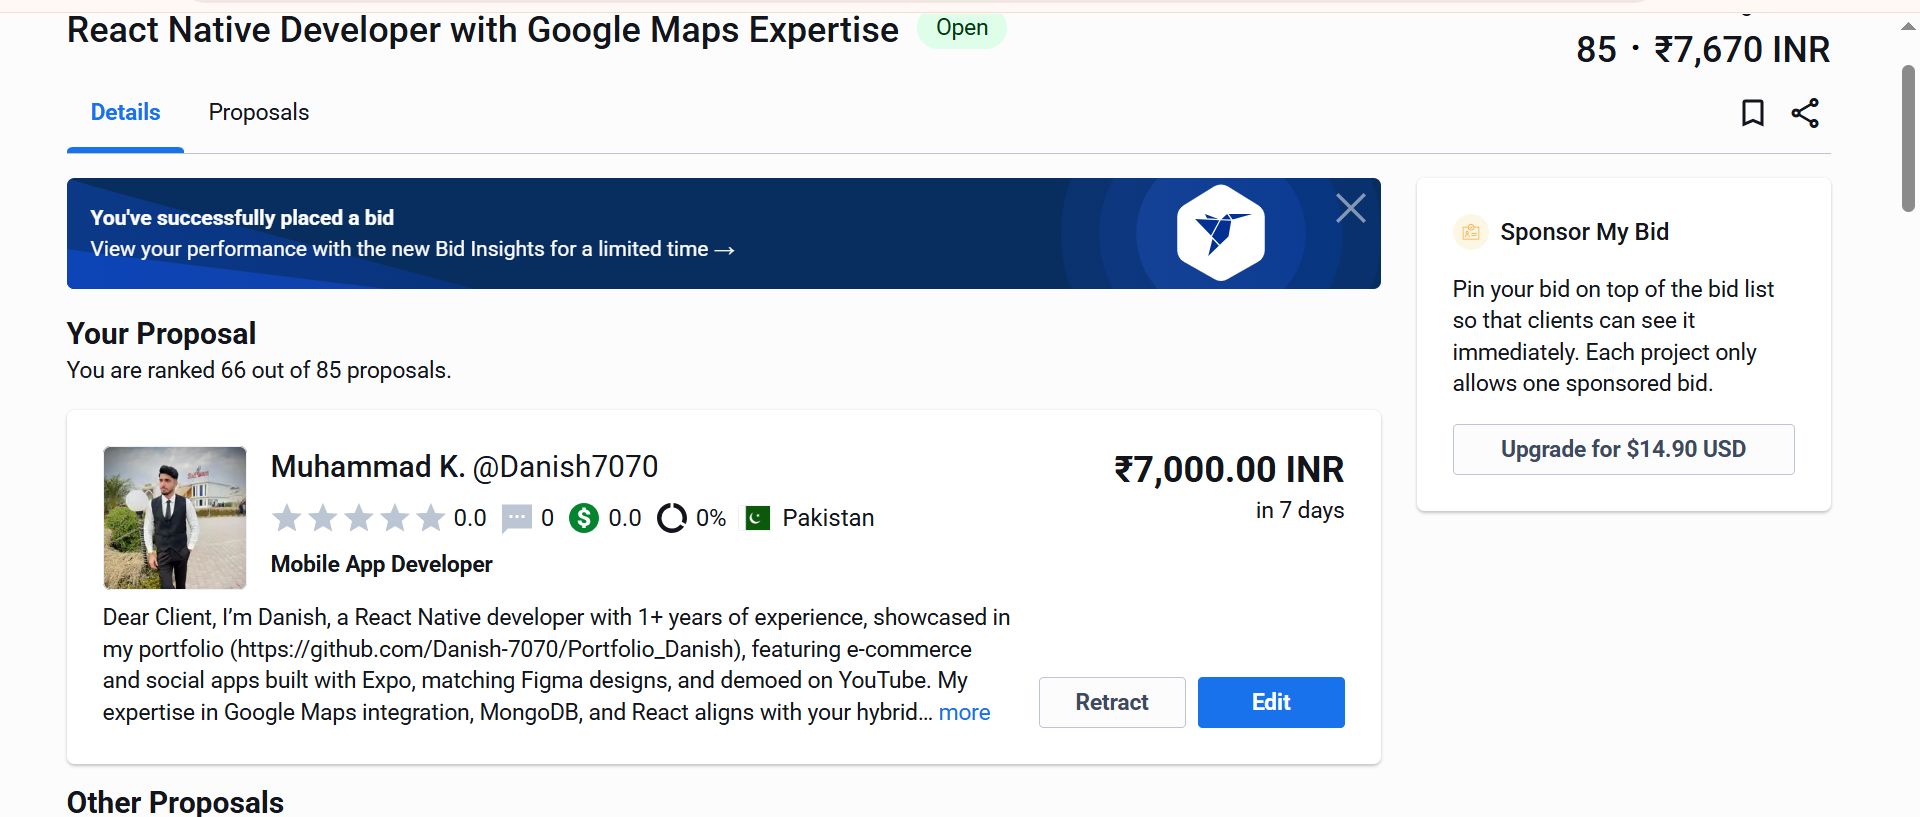 React Native Developer with Google Maps Expertise
Open
85 · ₹7,670 INR
Details
Proposals
You've successfully placed a bid
View your performance with the new Bid Insights for a limited time →
Sponsor My Bid
Pin your bid on top of the bid list
so that clients can see it
immediately. Each project only
allows one sponsored bid.
Upgrade for $14.90 USD
Your Proposal
You are ranked 66 out of 85 proposals.
Muhammad K. @Danish7070
₹7,000.00 INR
in 7 days
0.0 0 0.0 0% Pakistan
Mobile App Developer
Dear Client, I’m Danish, a React Native developer with 1+ years of experience, showcased in
my portfolio (https://github.com/Danish-7070/Portfolio_Danish), featuring e-commerce
and social apps built with Expo, matching Figma designs, and demoed on YouTube. My
expertise in Google Maps integration, MongoDB, and React aligns with your hybrid... more
Retract
Edit
Other Proposals